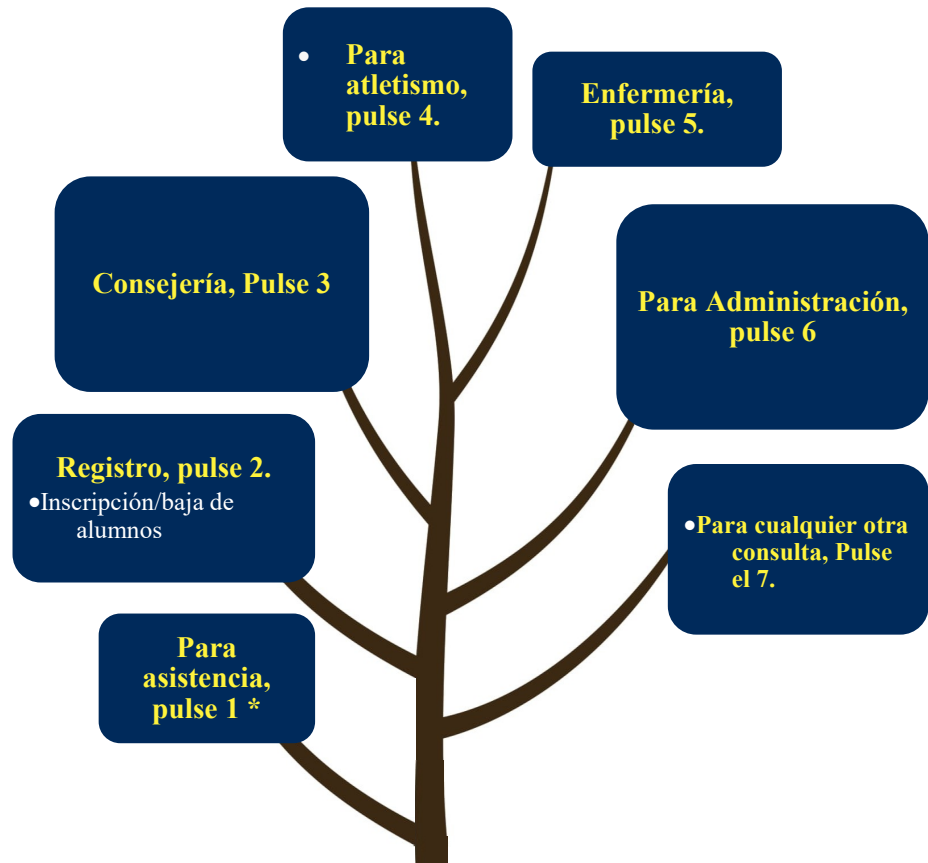 • Para
atletismo,
pulse 4.
Enfermería,
pulse 5.
Consejería, Pulse 3
Para Administración,
pulse 6
Registro, pulse 2.
•Inscripción/baja de
alumnos
•Para cualquier otra
consulta, Pulse
el 7.
Para
asistencia,
pulse 1 *